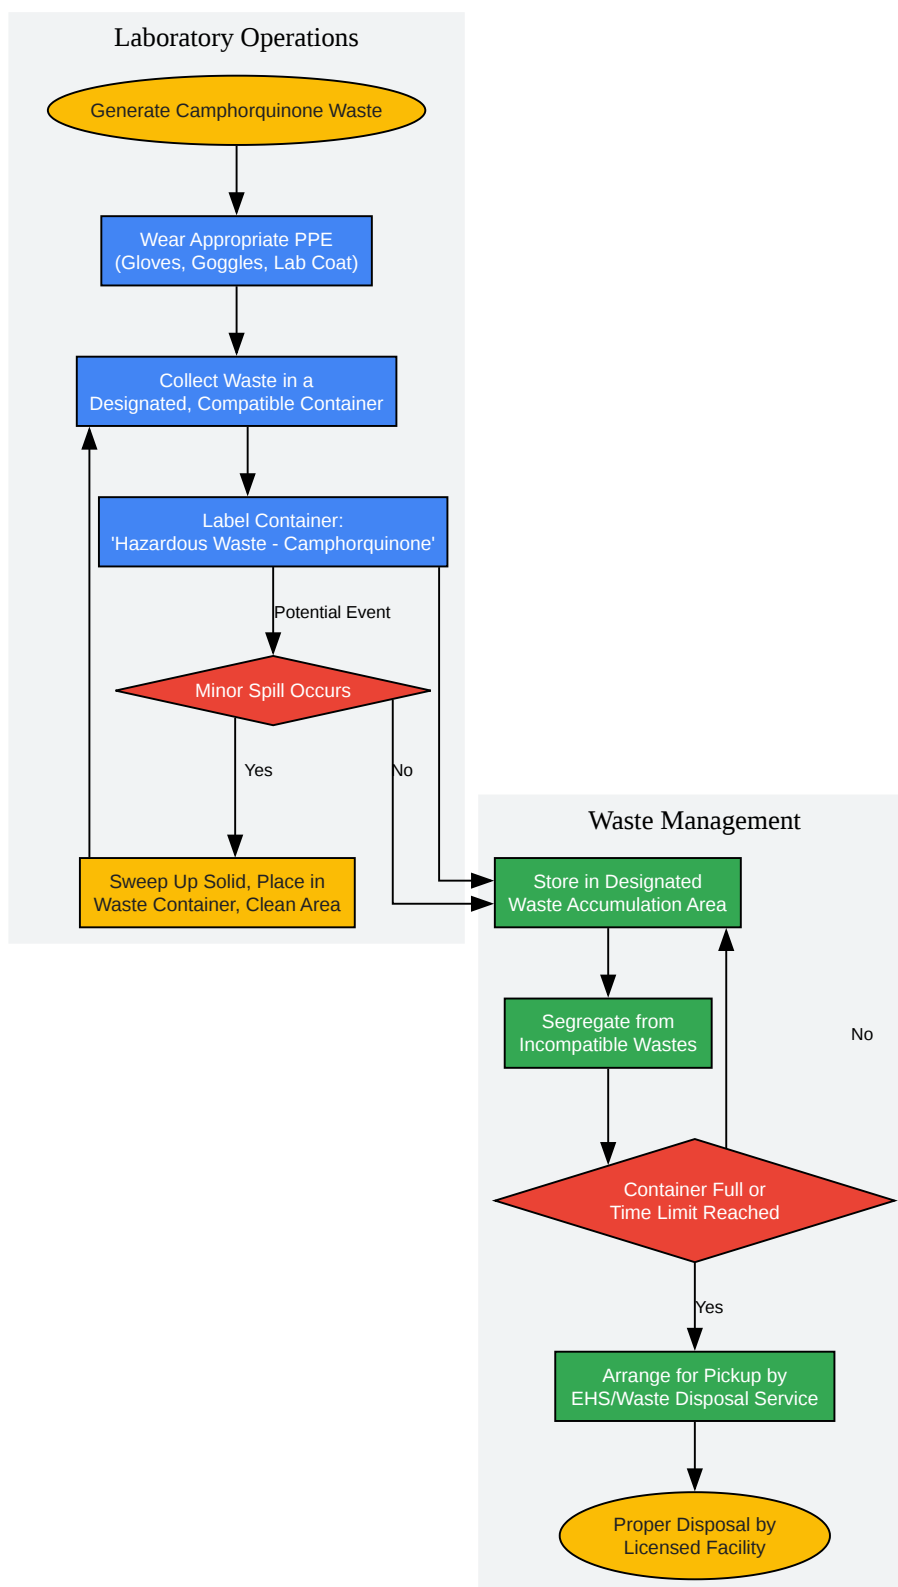 Laboratory Operations
Generate Camphorquinone Waste
Wear Appropriate PPE
(Gloves, Goggles, Lab Coat)
Collect Waste in a
Designated, Compatible Container
Label Container:
'Hazardous Waste - Camphorquinone'
Potential Event
Minor Spill Occurs
Yes
No
Sweep Up Solid, Place in
Waste Container, Clean Area
Waste Management
Store in Designated
Waste Accumulation Area
Segregate from
Incompatible Wastes
No
Container Full or
Time Limit Reached
Yes
Arrange for Pickup by
EHS/Waste Disposal Service
Proper Disposal by
Licensed Facility